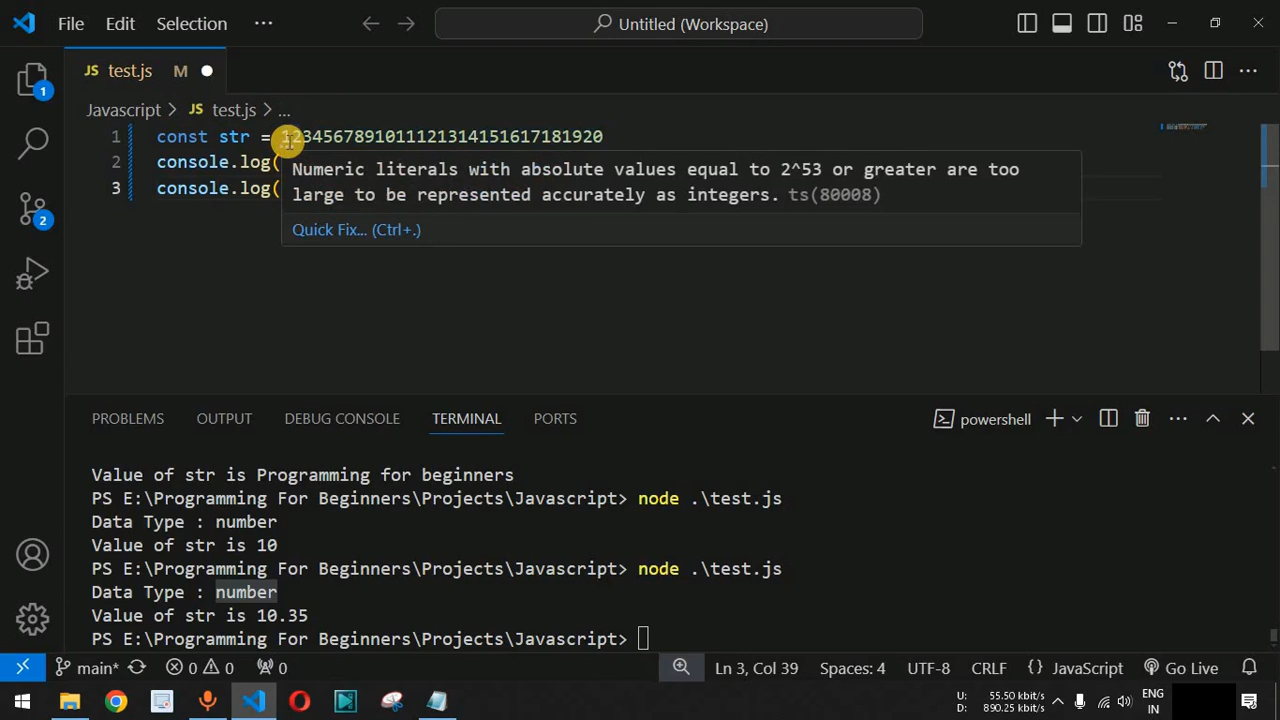 File Edit Selection ··· Untitled (Workspace)
JS test.js M
Javascript > JS test.js > ...
1 const str = 1234567891011121314151617181920
2 console.log(
3 console.log(
Numeric literals with absolute values equal to 2^53 or greater are too
large to be represented accurately as integers. ts(80008)
Quick Fix... (Ctrl+.)
1
2
PROBLEMS OUTPUT DEBUG CONSOLE TERMINAL PORTS powershell
Value of str is Programming for beginners
PS E:\Programming For Beginners\Projects\Javascript> node .\test.js
Data Type : number
Value of str is 10
PS E:\Programming For Beginners\Projects\Javascript> node .\test.js
Data Type : number
Value of str is 10.35
PS E:\Programming For Beginners\Projects\Javascript>
main* 0 0 0 Ln 3, Col 39 Spaces: 4 UTF-8 CRLF {} JavaScript Go Live
U: 55.50 kbit/s
D: 890.25 kbit/s
ENG
IN